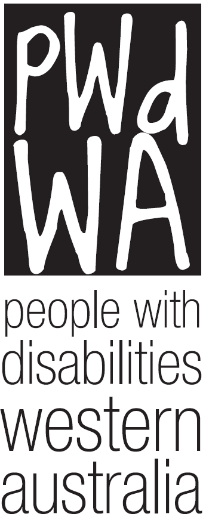 PWd
WA
people with
disabilities
western
australia